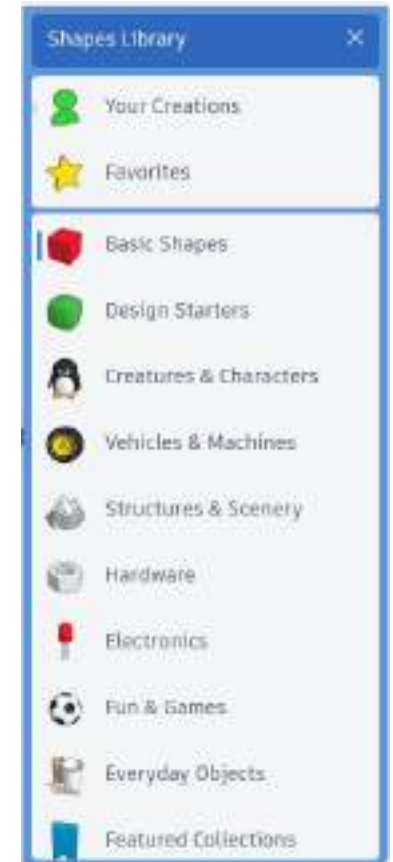 Shapes Library
Your Creations
Favorites
Basic Shapes
Design Starters
Creatures & Characters
Vehicles & Machines
Structures & Scenery
Hardware
Electronics
Fun & Games
Everyday Objects
Featured Collections